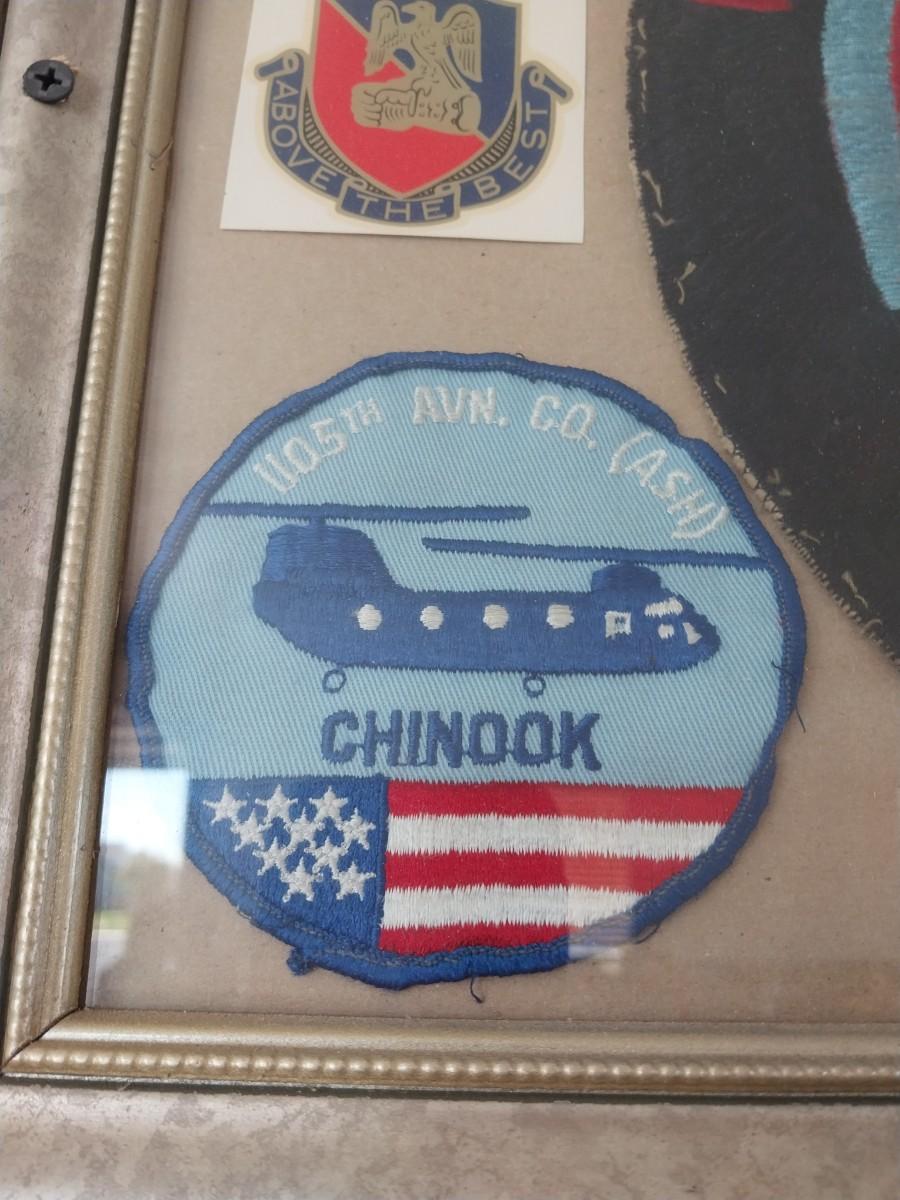 ABOVE THE BEST
1105TH AVN. CO. (ASH)
CHINOOK